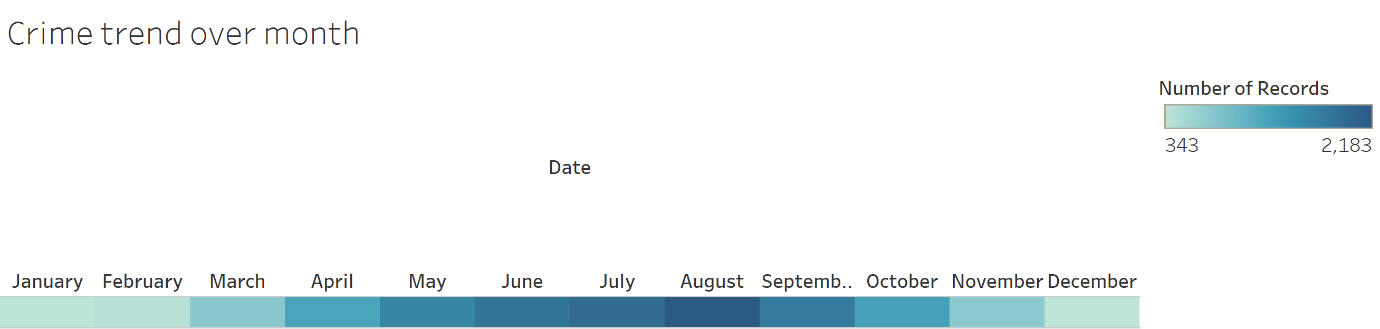 Crime trend over month
Number of Records
343 2,183
Date
January February March April May June July August Septemb.. October November December